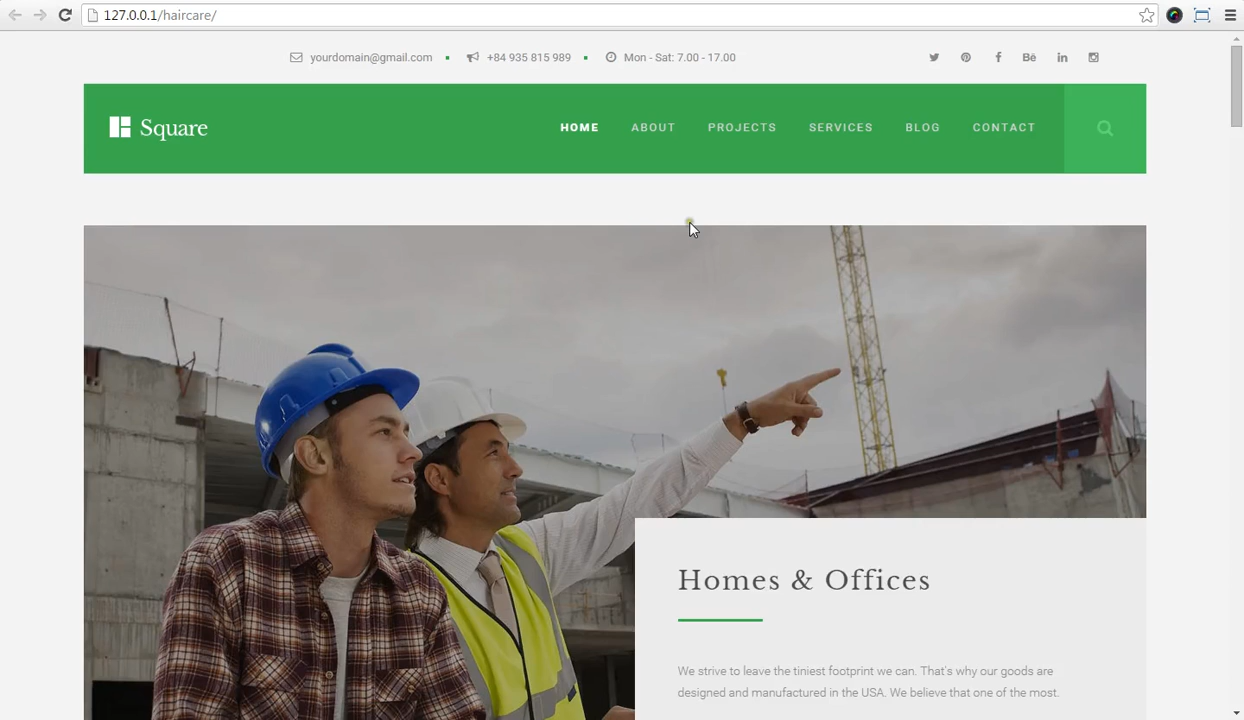 127.0.0.1/haircare/
yourdomain@gmail.com +84 935 815 989 Mon - Sat: 7.00 - 17.00 Bē in
Square HOME ABOUT PROJECTS SERVICES BLOG CONTACT
Homes & Offices
We strive to leave the tiniest footprint we can. That's why our goods are
designed and manufactured in the USA. We believe that one of the most.